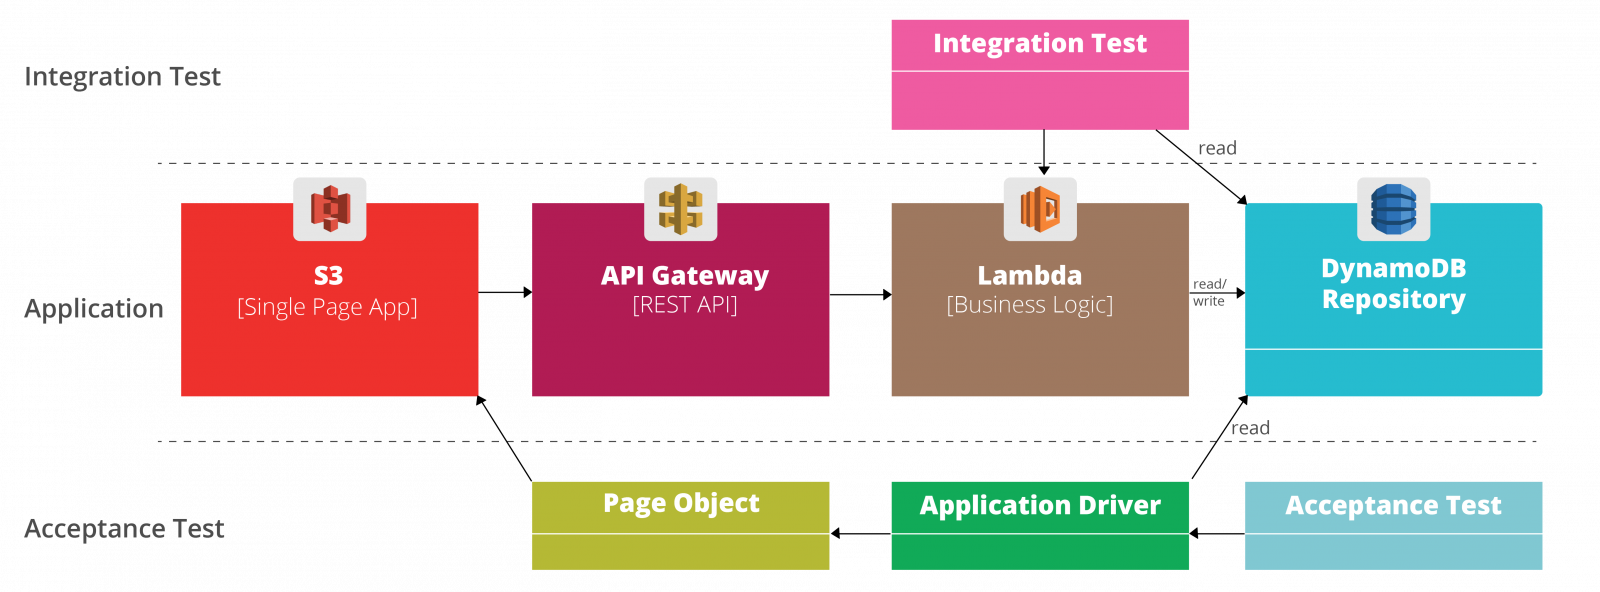 Integration Test
Integration Test
read
S3
[Single Page App]
API Gateway
[REST API]
Lambda
[Business Logic]
read/
write
DynamoDB
Repository
Application
read
Page Object
Application Driver
Acceptance Test
Acceptance Test